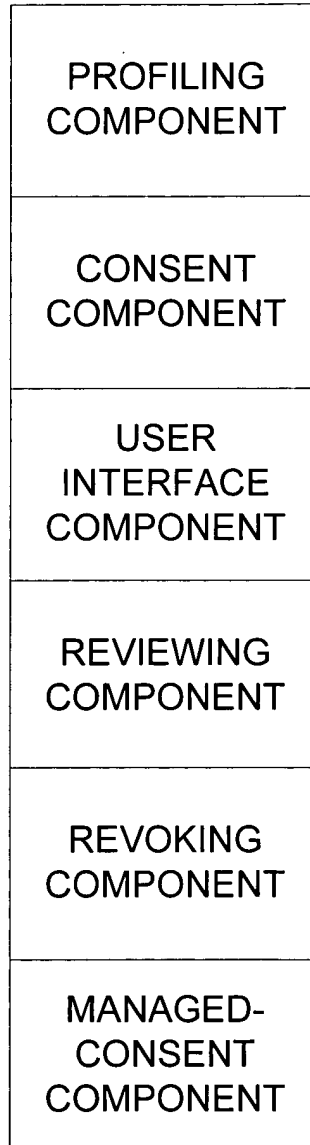 PROFILING
COMPONENT
CONSENT
COMPONENT
USER
INTERFACE
COMPONENT
REVIEWING
COMPONENT
REVOKING
COMPONENT
MANAGED-
CONSENT
COMPONENT